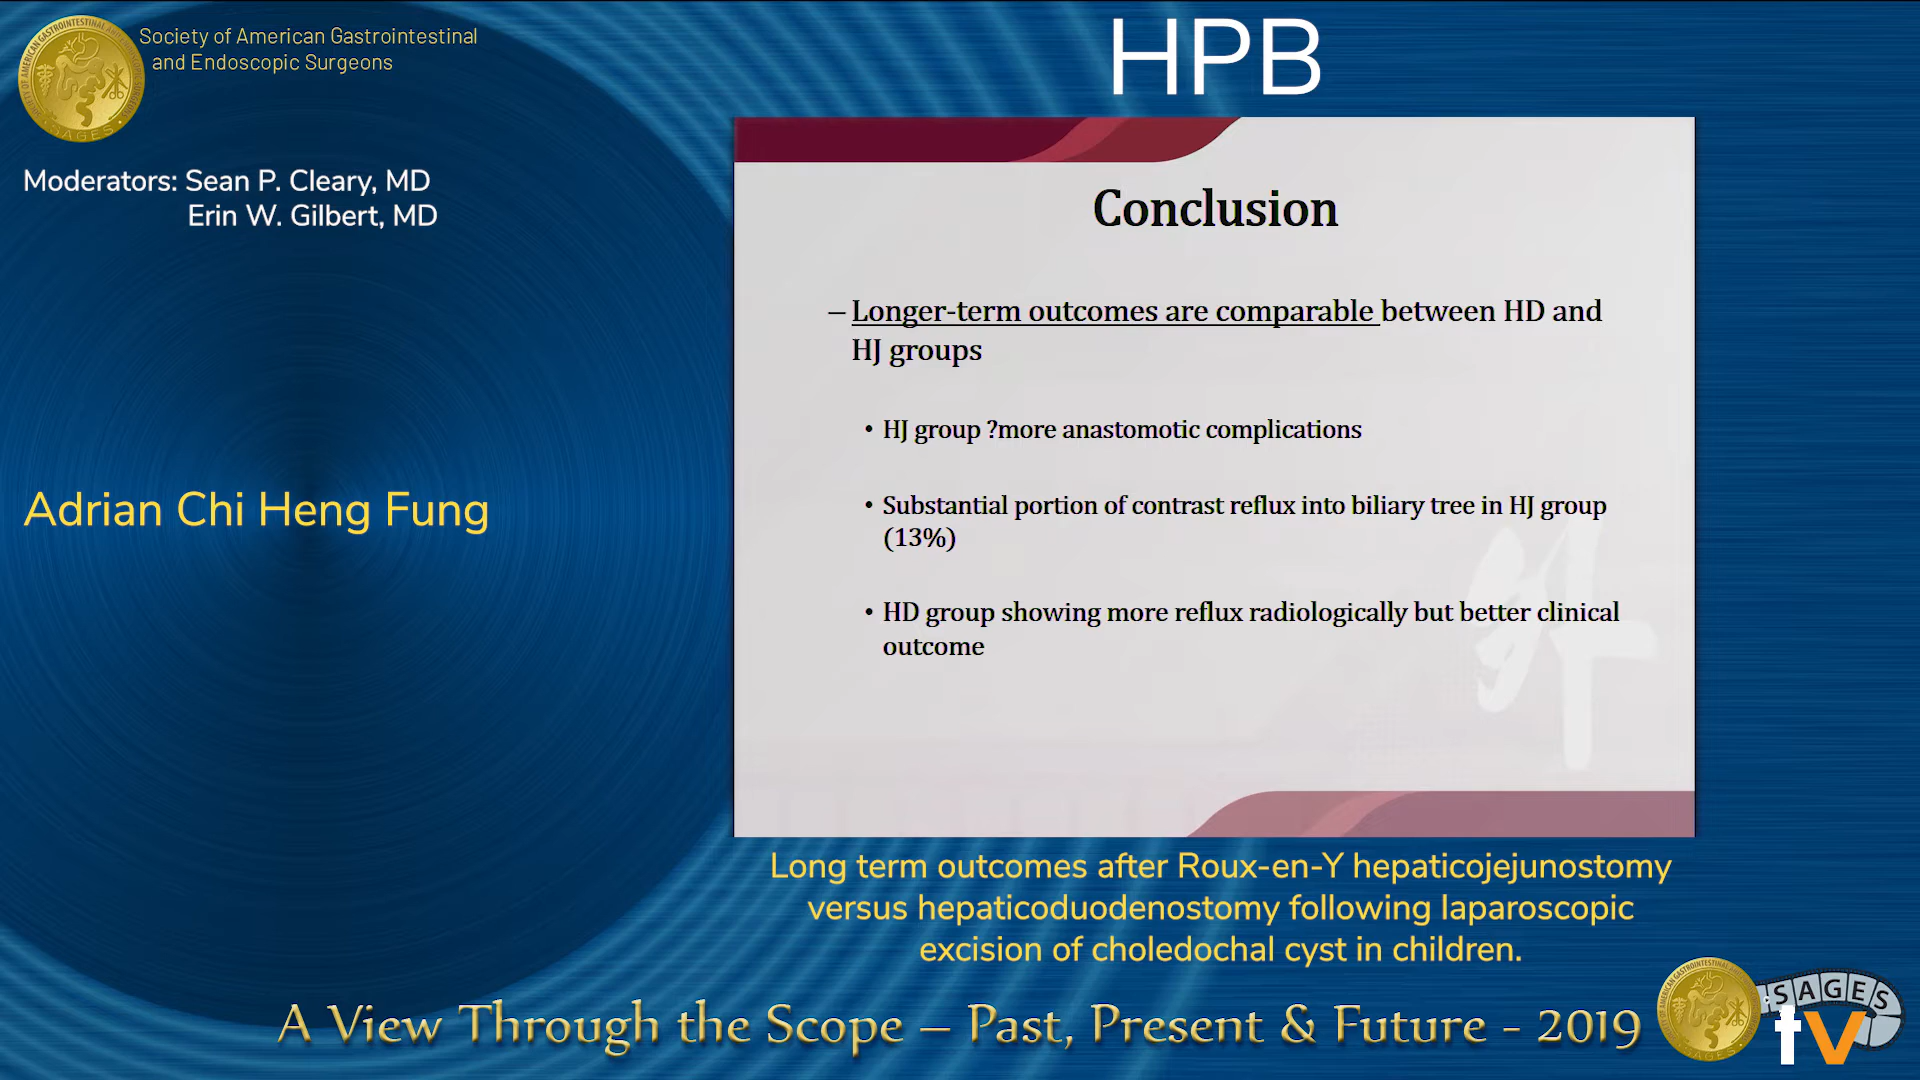 Society of American Gastrointestinal
and Endoscopic Surgeons
HPB
Moderators: Sean P. Cleary, MD
Erin W. Gilbert, MD
Adrian Chi Heng Fung
Conclusion
– Longer-term outcomes are comparable between HD and
HJ groups
• HJ group ?more anastomotic complications
• Substantial portion of contrast reflux into biliary tree in HJ group
(13%)
• HD group showing more reflux radiologically but better clinical
outcome
外
Long term outcomes after Roux-en-Y hepaticojejunostomy
versus hepaticoduodenostomy following laparoscopic
excision of choledochal cyst in children.
A View Through the Scope – Past, Present & Future - 2019
SAGES
tv